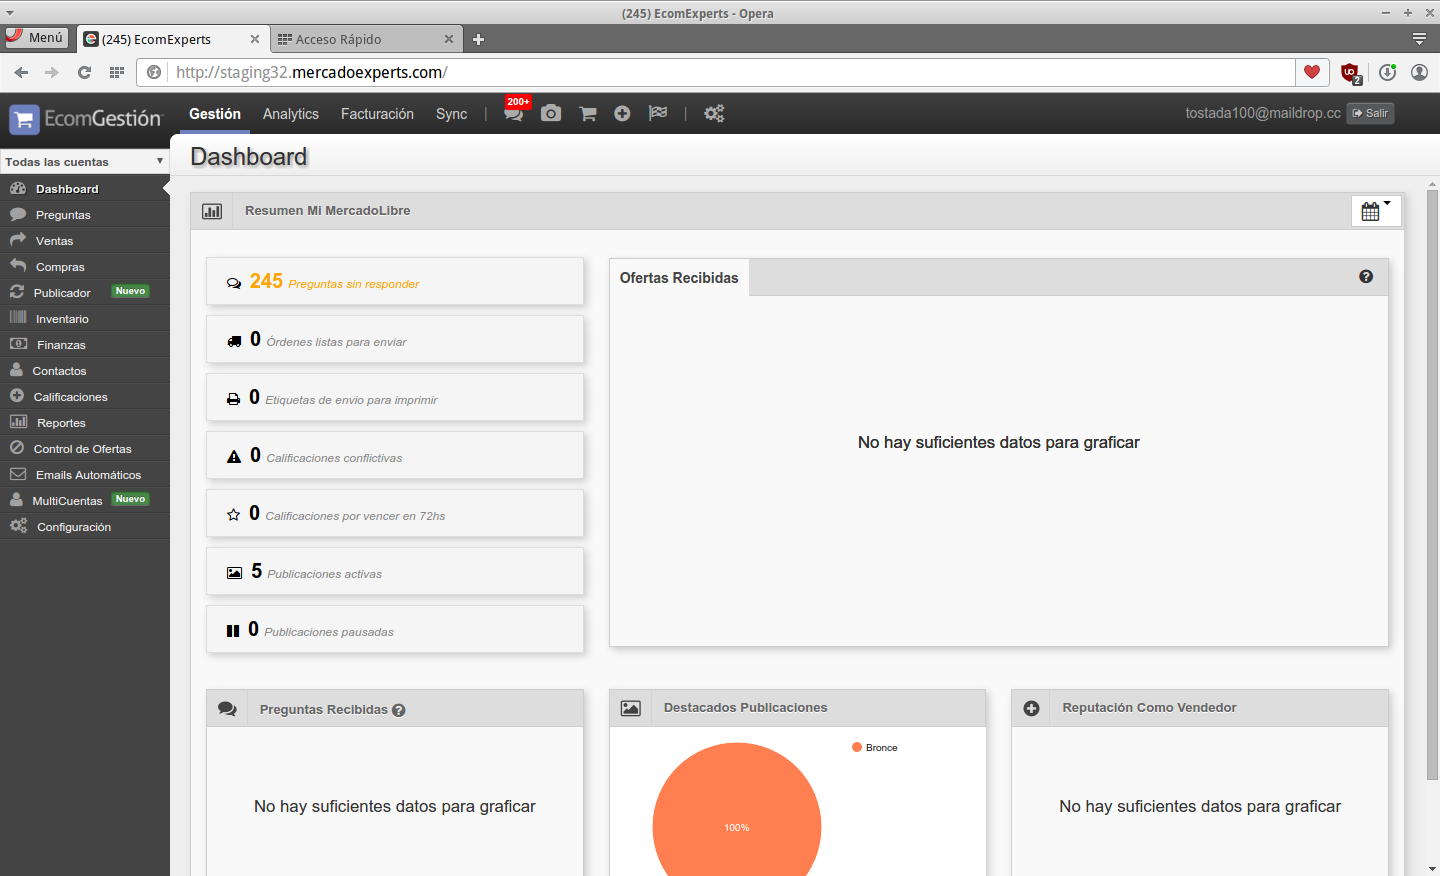 (245) EcomExperts - Opera
Menú
(245) EcomExperts
Acceso Rápido
http://staging32.mercadoexperts.com/
2
EcomGestión
Gestión
Analytics
Facturación
Sync
200+
tostada100@maildrop.cc
Salir
Todas las cuentas
Dashboard
Dashboard
Preguntas
Ventas
Compras
Publicador Nuevo
Inventario
Finanzas
Contactos
Calificaciones
Reportes
Control de Ofertas
Emails Automáticos
MultiCuentas Nuevo
Configuración
Resumen Mi MercadoLibre
245 Preguntas sin responder
0 Órdenes listas para enviar
0 Etiquetas de envio para imprimir
0 Calificaciones conflictivas
0 Calificaciones por vencer en 72hs
5 Publicaciones activas
0 Publicaciones pausadas
Ofertas Recibidas
No hay suficientes datos para graficar
Preguntas Recibidas
No hay suficientes datos para graficar
Destacados Publicaciones
Bronce
100%
Reputación Como Vendedor
No hay suficientes datos para graficar